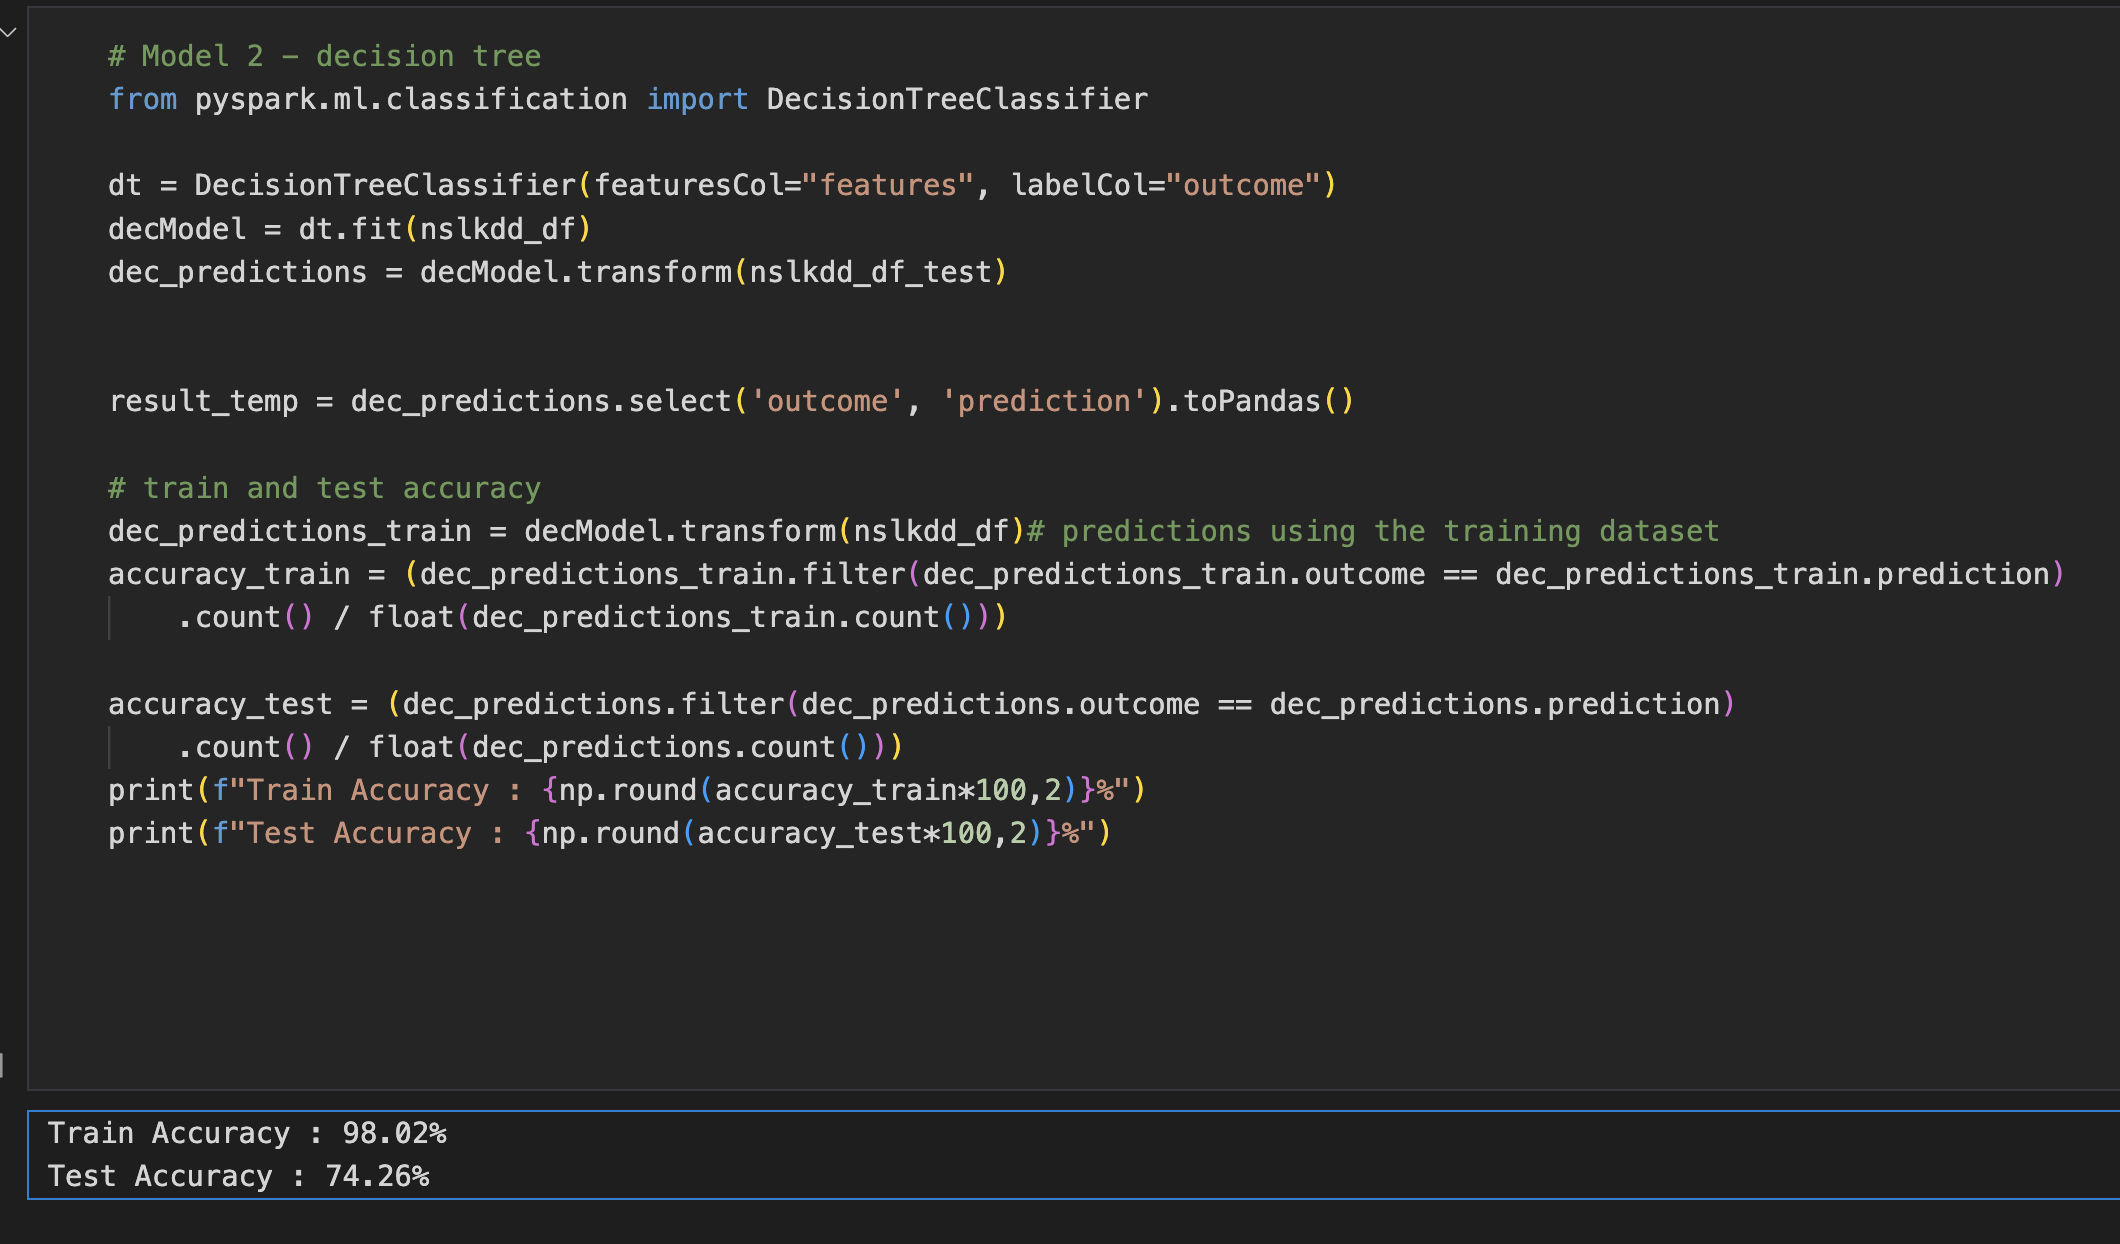 # Model 2 – decision tree
from pyspark.ml.classification import DecisionTreeClassifier
dt = DecisionTreeClassifier(featuresCol="features", labelCol="outcome")
decModel = dt.fit(nslkdd_df)
dec_predictions = decModel.transform(nslkdd_df_test)
result_temp = dec_predictions.select('outcome', 'prediction').toPandas()
# train and test accuracy
dec_predictions_train = decModel.transform(nslkdd_df)# predictions using the training dataset
accuracy_train = (dec_predictions_train.filter(dec_predictions_train.outcome == dec_predictions_train.prediction)
    .count() / float(dec_predictions_train.count()))
accuracy_test = (dec_predictions.filter(dec_predictions.outcome == dec_predictions.prediction)
    .count() / float(dec_predictions.count()))
print(f"Train Accuracy : {np.round(accuracy_train*100,2)}%")
print(f"Test Accuracy : {np.round(accuracy_test*100,2)}%")
Train Accuracy : 98.02%
Test Accuracy : 74.26%